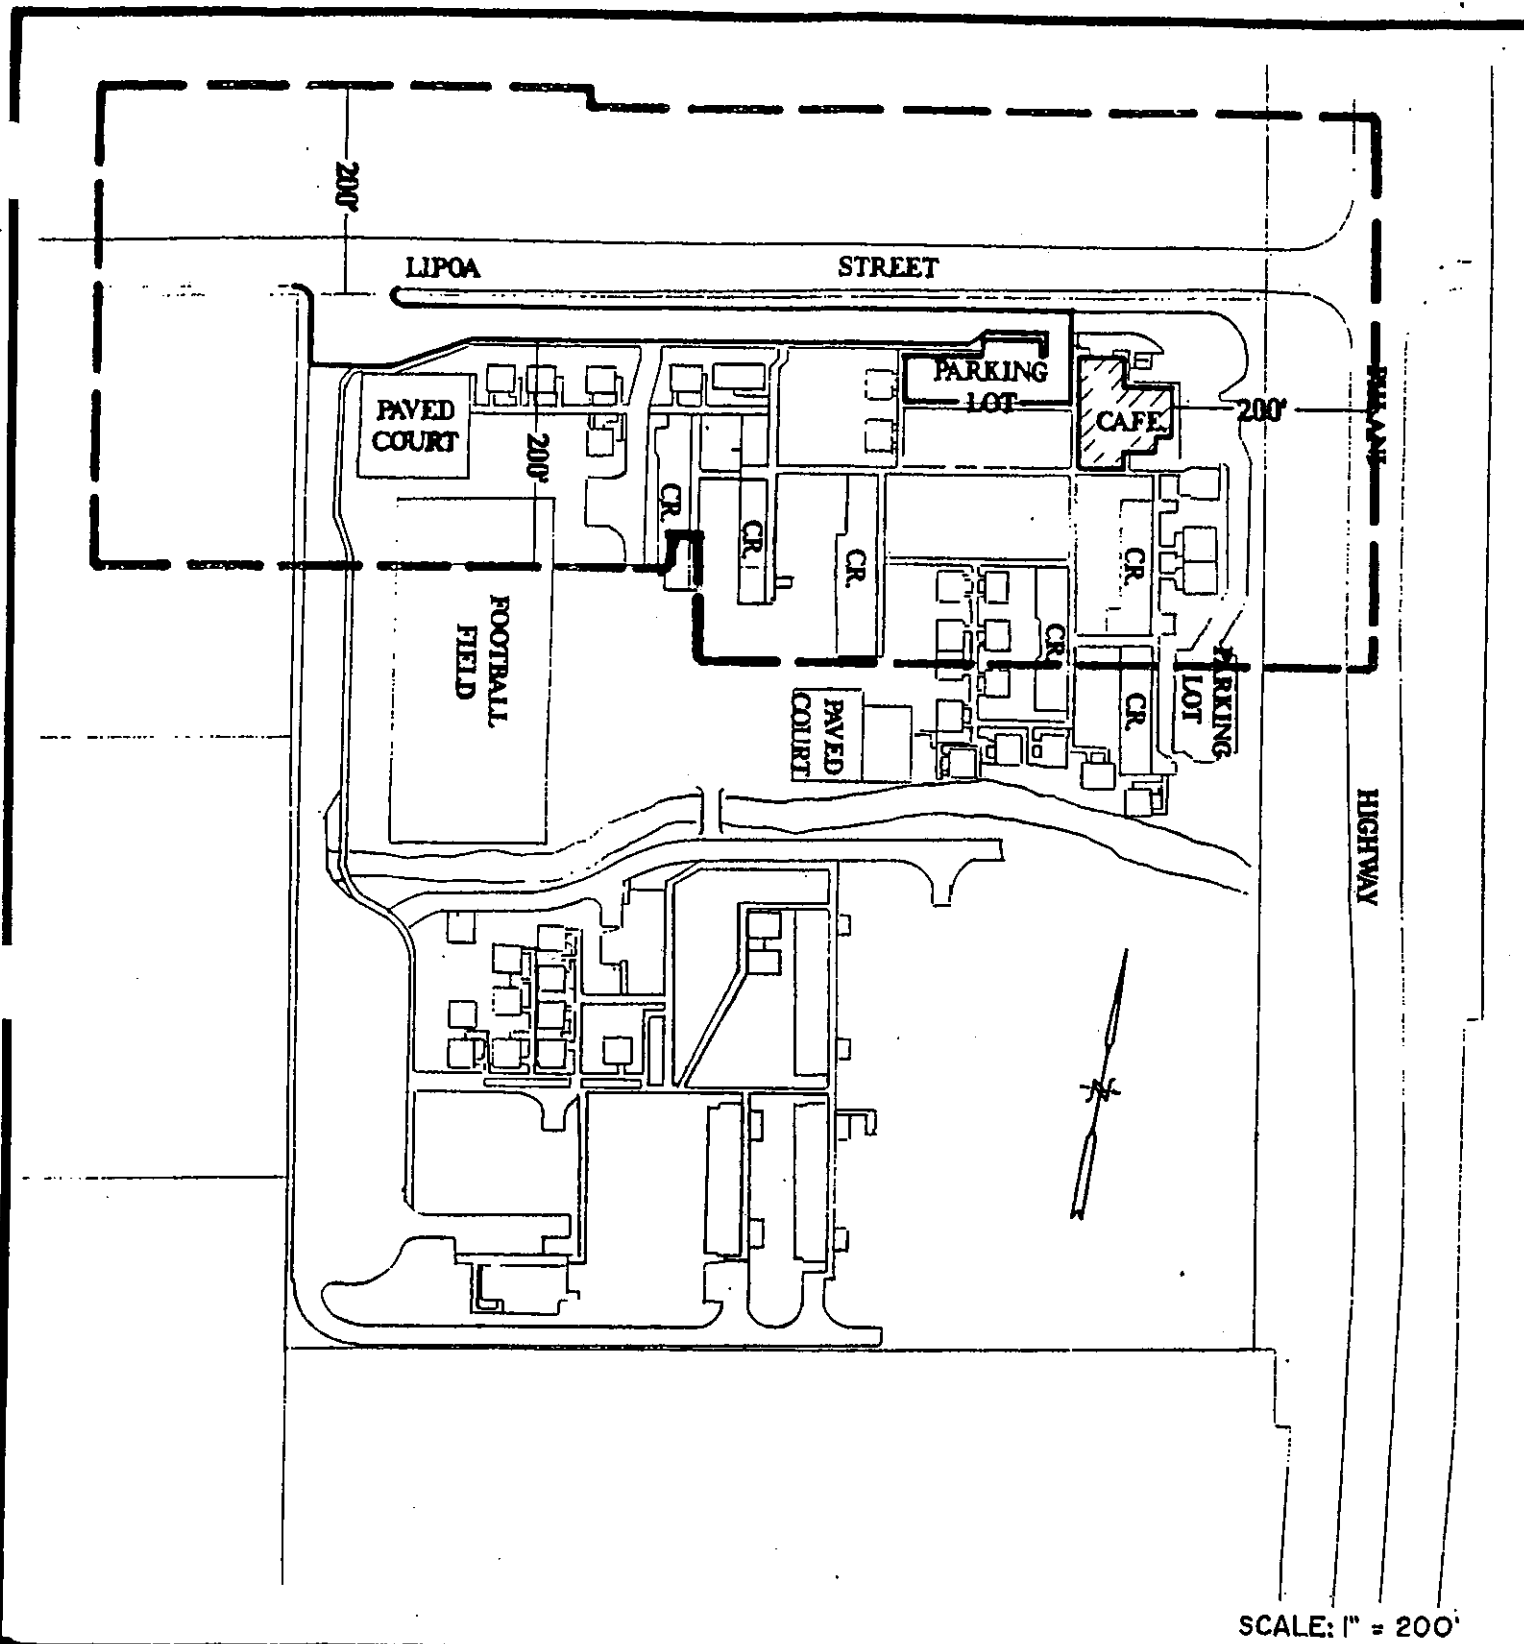 200'
LIPOA STREET
PARKING
LOT
CAFE.
200'
PIILANI
PAVED
COURT
200'
CR.
CR.
CR.
CR.
CR.
CR.
FOOTBALL
FIELD
PAVED
COURT
PARKING
LOT
HIGHWAY
N
SCALE: 1" = 200'